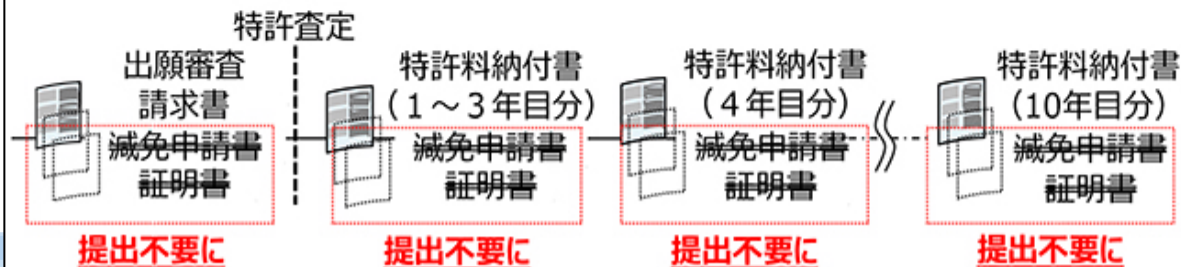 特許査定
出願審査
請求書
減免申請書
証明書
提出不要に
特許料納付書
（１～３年目分）
減免申請書
証明書
提出不要に
特許料納付書
（４年目分）
減免申請書
証明書
提出不要に
特許料納付書
（10年目分）
減免申請書
証明書
提出不要に